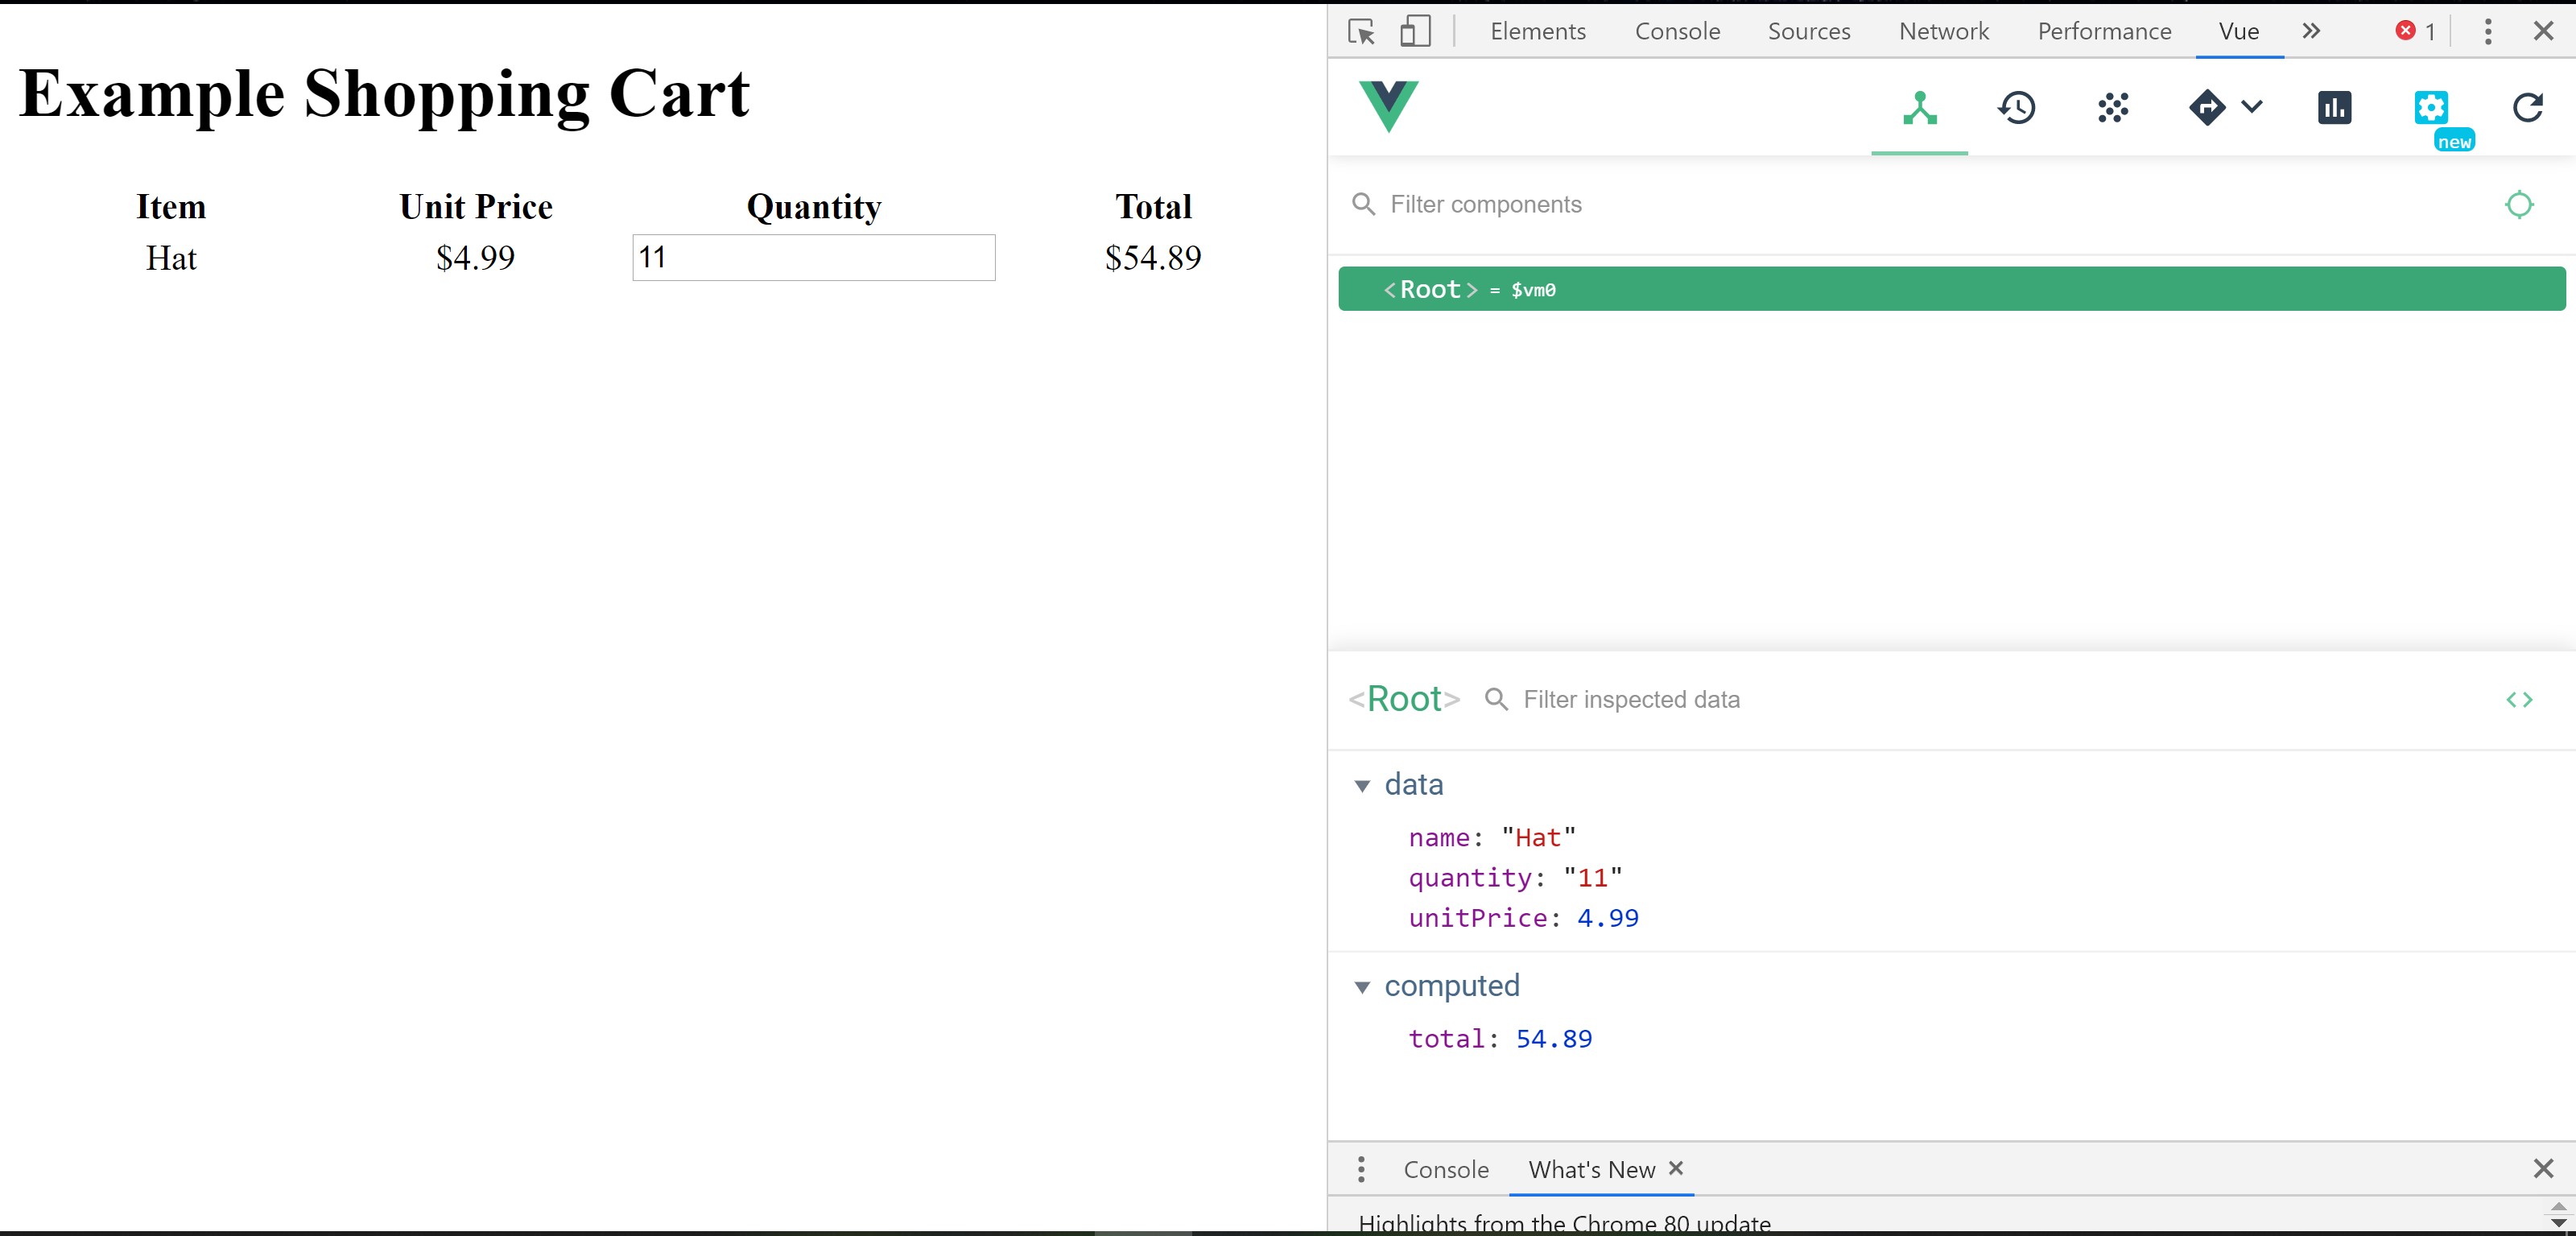 Example Shopping Cart
Item Unit Price Quantity Total
Hat $4.99 11 $54.89
Elements Console Sources Network Performance Vue 1
new
Filter components
<Root> = $vm0
<Root> Filter inspected data
data
name: "Hat"
quantity: "11"
unitPrice: 4.99
computed
total: 54.89
Console What's New
Highlights from the Chrome 80 update